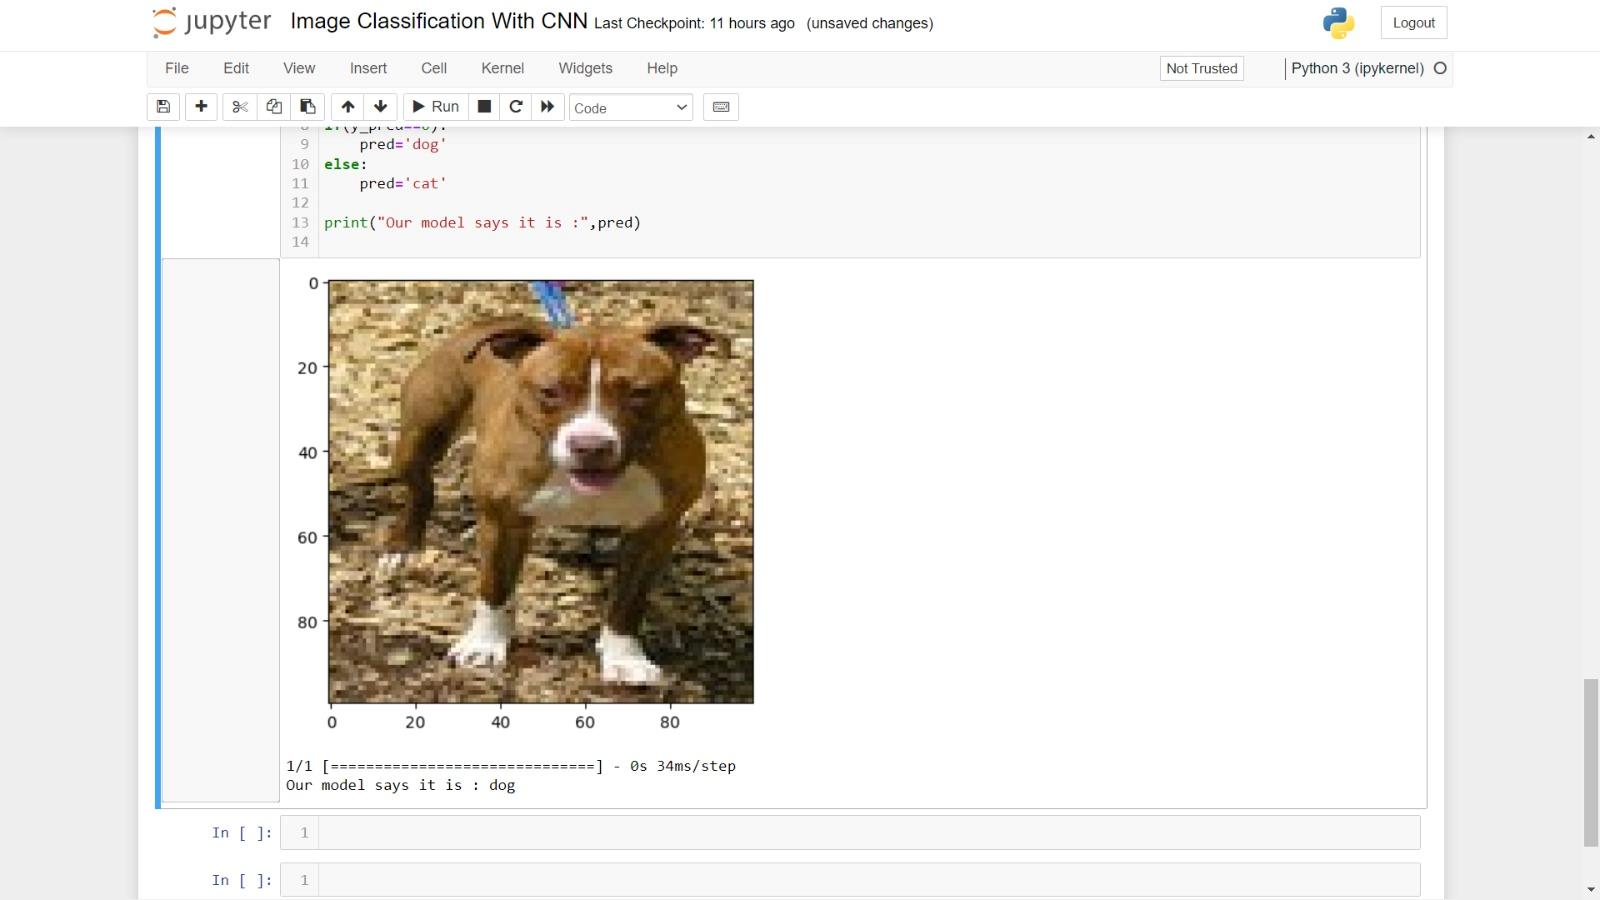 jupyter Image Classification With CNN Last Checkpoint: 11 hours ago (unsaved changes) Logout
File Edit View Insert Cell Kernel Widgets Help Not Trusted Python 3 (ipykernel)
Run Code
9 pred='dog'
10 else:
11 pred='cat'
12
13 print("Our model says it is :",pred)
14
0
20
40
60
80
0 20 40 60 80
1/1 [==============================] - 0s 34ms/step
Our model says it is : dog
In [ ]: 1
In [ ]: 1